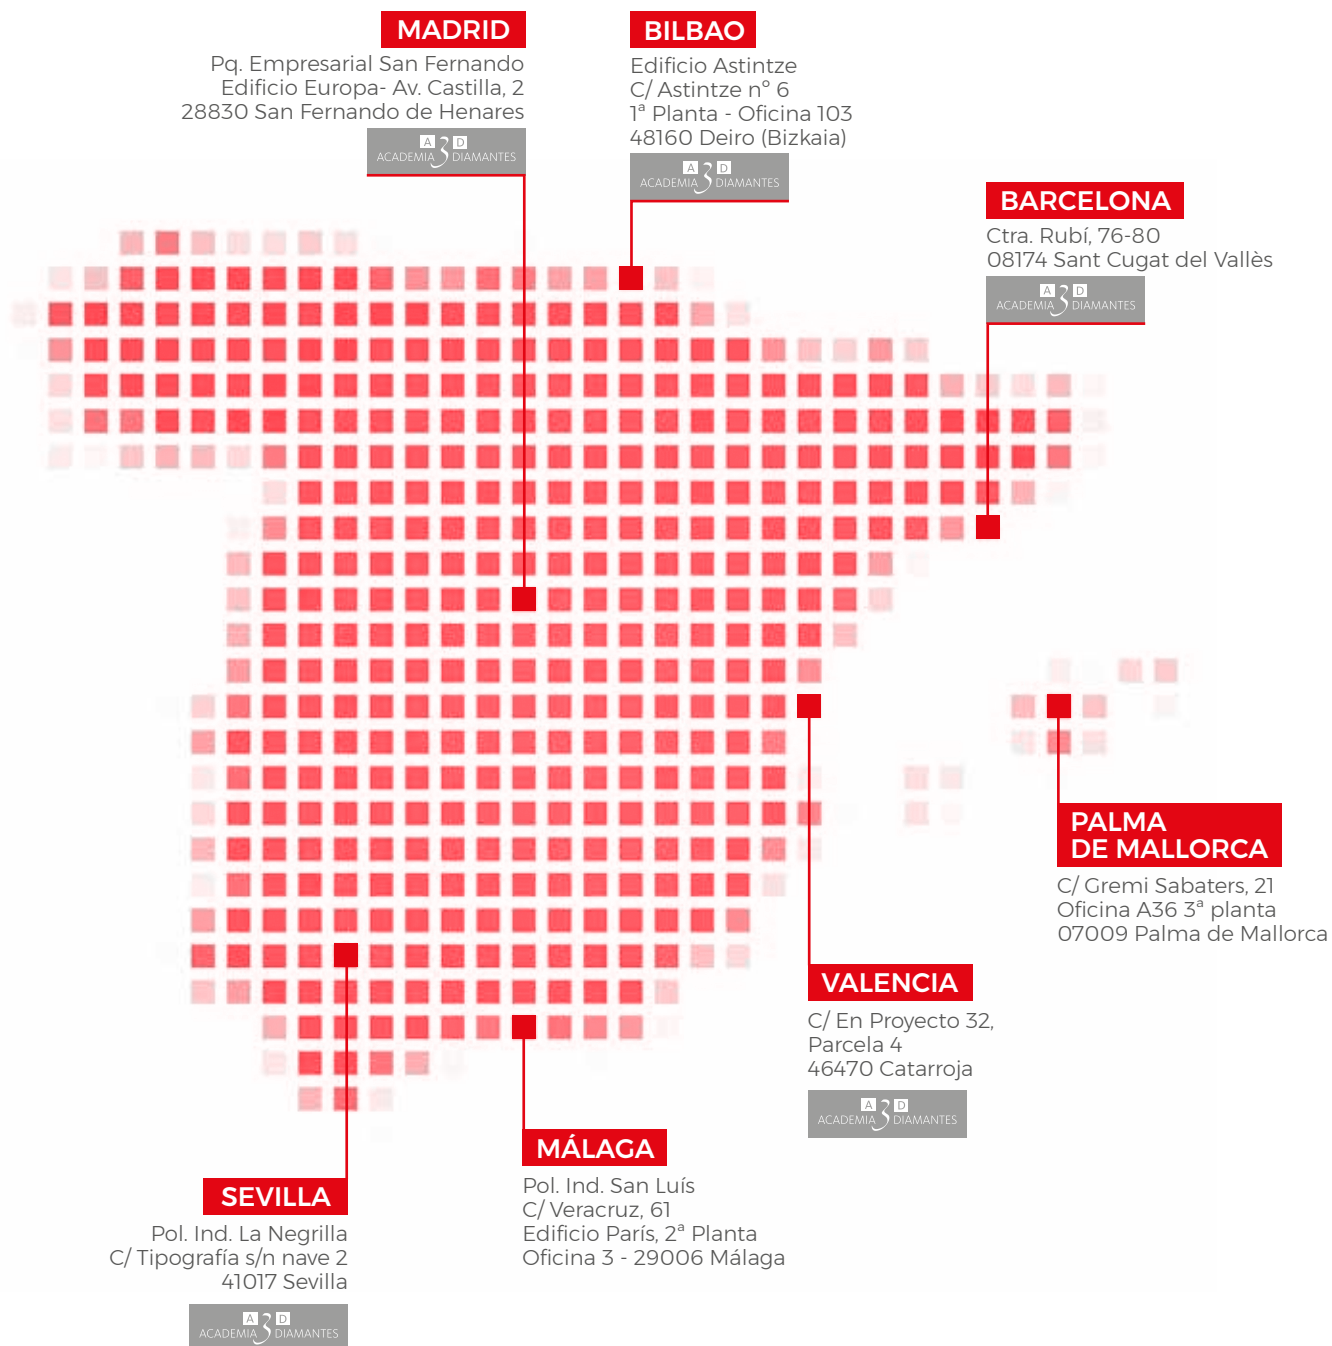 MADRID
Pq. Empresarial San Fernando
Edificio Europa- Av. Castilla, 2
28830 San Fernando de Henares
A 3 D
ACADEMIA DIAMANTES
BILBAO
Edificio Astintze
C/ Astintze nº 6
1ª Planta - Oficina 103
48160 Deiro (Bizkaia)
A 3 D
ACADEMIA DIAMANTES
BARCELONA
Ctra. Rubí, 76-80
08174 Sant Cugat del Vallès
A 3 D
ACADEMIA DIAMANTES
PALMA
DE MALLORCA
C/ Gremi Sabaters, 21
Oficina A36 3ª planta
07009 Palma de Mallorca
VALENCIA
C/ En Proyecto 32,
Parcela 4
46470 Catarroja
A 3 D
ACADEMIA DIAMANTES
MÁLAGA
Pol. Ind. San Luís
C/ Veracruz, 61
Edificio París, 2ª Planta
Oficina 3 - 29006 Málaga
SEVILLA
Pol. Ind. La Negrilla
C/ Tipografía s/n nave 2
41017 Sevilla
A 3 D
ACADEMIA DIAMANTES